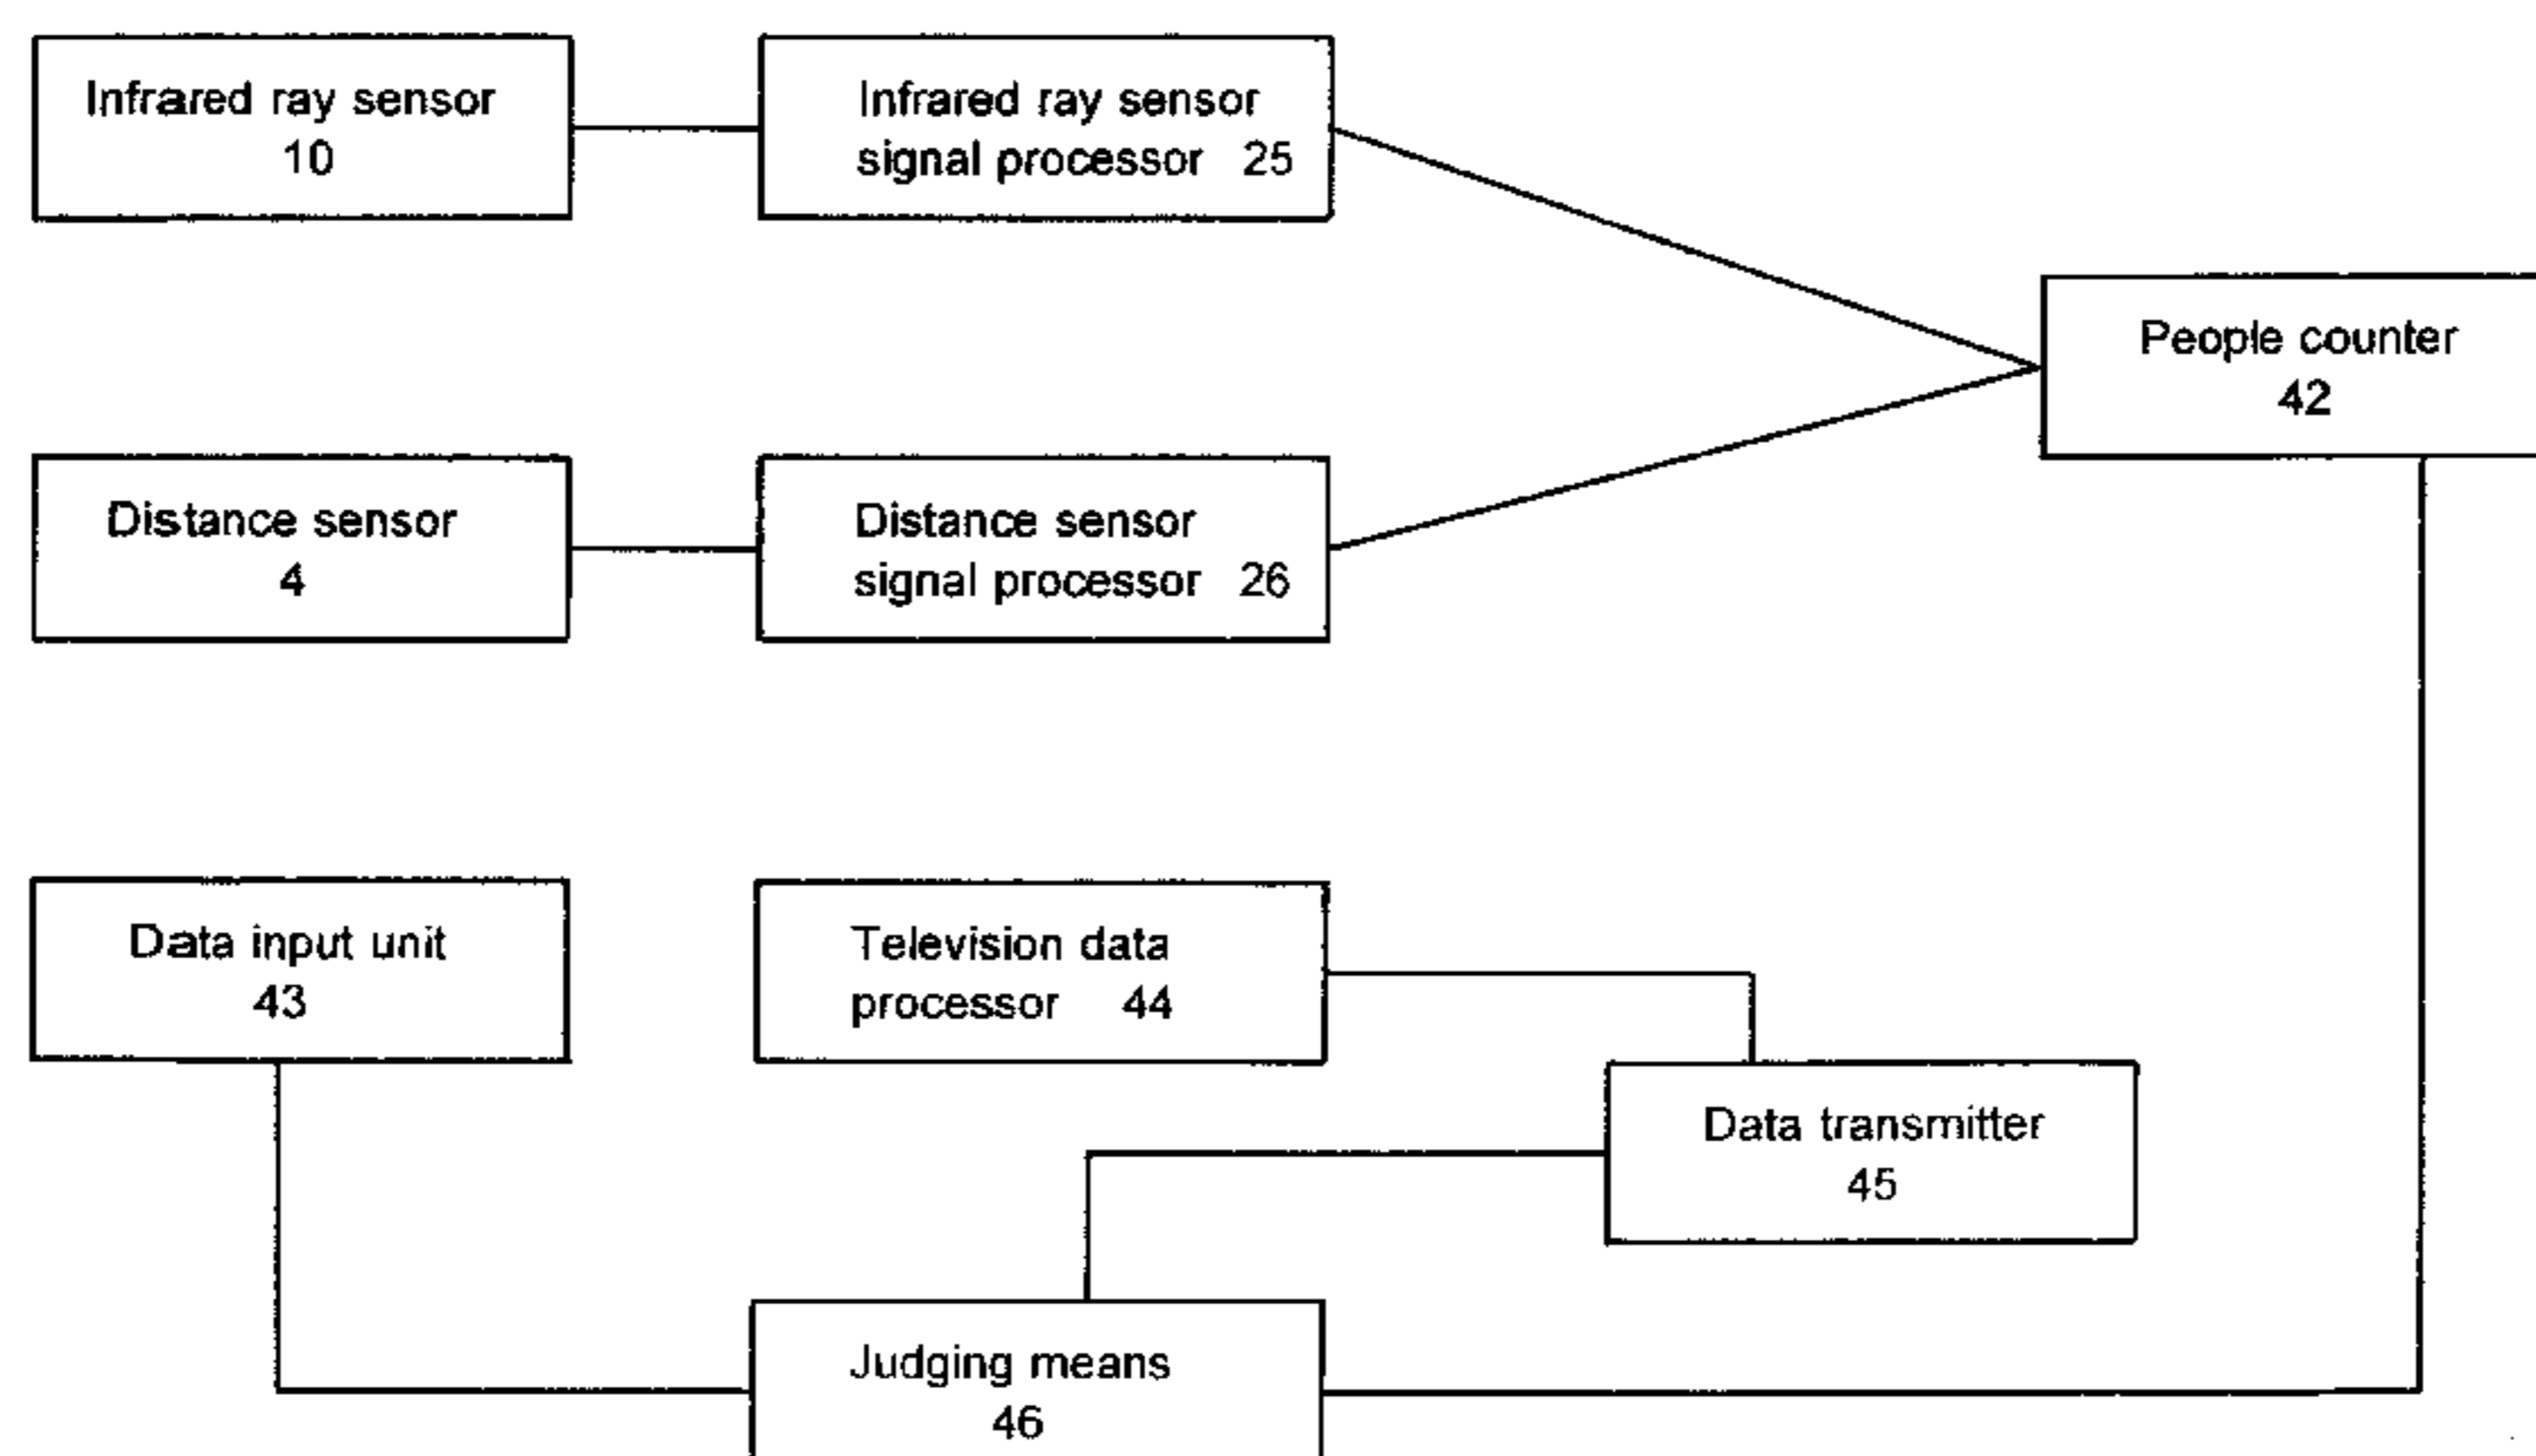 Infrared ray sensor
10
Infrared ray sensor
signal processor 25
People counter
42
Distance sensor
4
Distance sensor
signal processor 26
Data input unit
43
Television data
processor 44
Data transmitter
45
Judging means
46